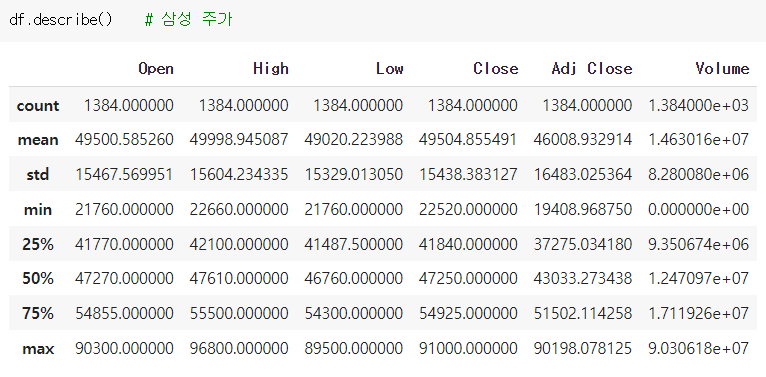 df.describe() # 삼성 주가
Open High Low Close Adj Close Volume
count 1384.000000 1384.000000 1384.000000 1384.000000 1384.000000 1.384000e+03
mean 49500.585260 49998.945087 49020.223988 49504.855491 46008.932914 1.463016e+07
std 15467.569951 15604.234335 15329.013050 15438.383127 16483.025364 8.280080e+06
min 21760.000000 22660.000000 21760.000000 22520.000000 19408.968750 0.000000e+00
25% 41770.000000 42100.000000 41487.500000 41840.000000 37275.034180 9.350674e+06
50% 47270.000000 47610.000000 46760.000000 47250.000000 43033.273438 1.247097e+07
75% 54855.000000 55500.000000 54300.000000 54925.000000 51502.114258 1.711926e+07
max 90300.000000 96800.000000 89500.000000 91000.000000 90198.078125 9.030618e+07